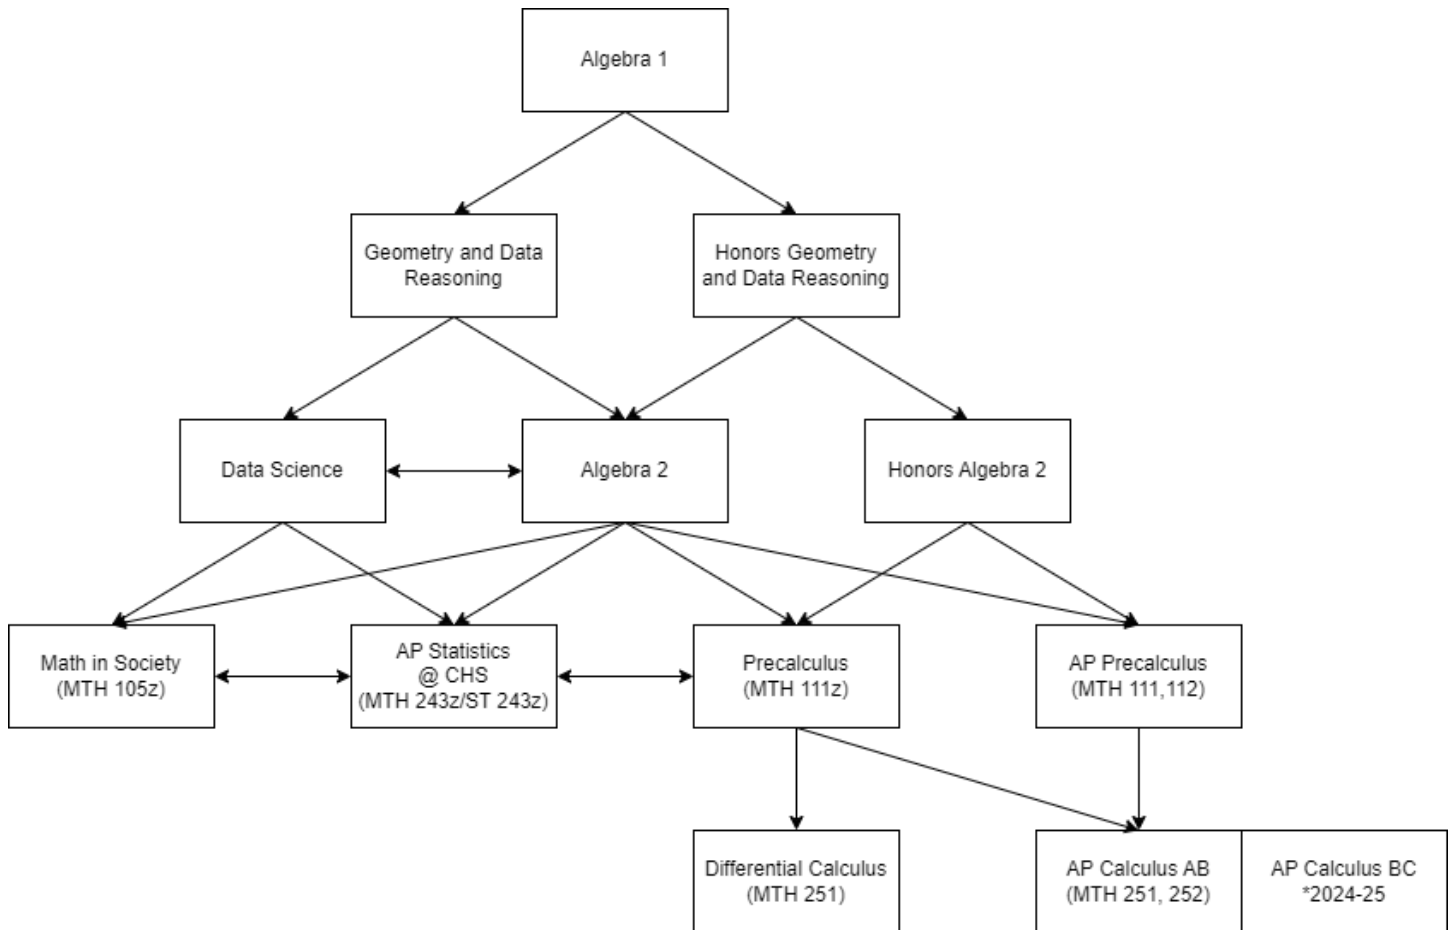 Algebra 1
Geometry and Data
Reasoning
Honors Geometry
and Data Reasoning
Data Science
Algebra 2
Honors Algebra 2
Math in Society
(MTH 105z)
AP Statistics
@ CHS
(MTH 243z/ST 243z)
Precalculus
(MTH 111z)
AP Precalculus
(MTH 111,112)
Differential Calculus
(MTH 251)
AP Calculus AB
(MTH 251, 252)
AP Calculus BC
*2024-25